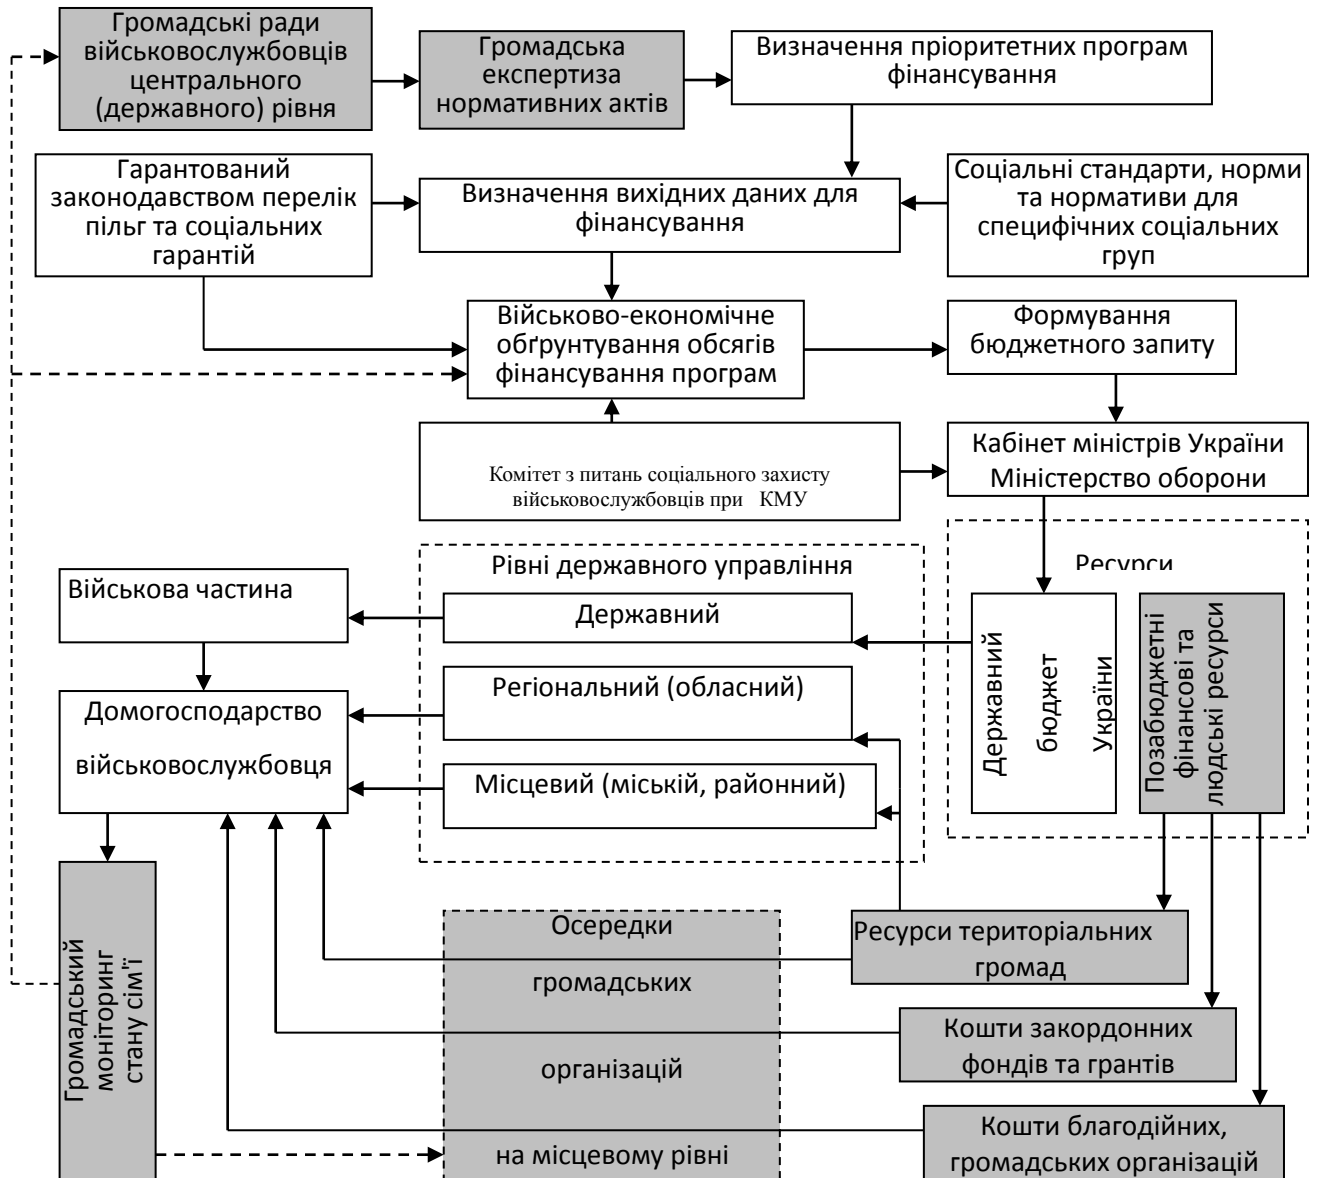 Громадські ради
військовослужбовців
центрального
(державного) рівня
Громадська
експертиза
нормативних актів
Визначення пріоритетних програм
фінансування
Гарантований
законодавством перелік
пільг та соціальних
гарантій
Визначення вихідних даних для
фінансування
Соціальні стандарти, норми
та нормативи для
специфічних соціальних
груп
Військово-економічне
обґрунтування обсягів
фінансування програм
Формування
бюджетного запиту
Комітет з питань соціального захисту
військовослужбовців при КМУ
Кабінет міністрів України
Міністерство оборони
Рівні державного управління
Ресурси
Військова частина
Державний
Регіональний (обласний)
Місцевий (міській, районний)
Домогосподарство
військовослужбовця
Державний
бюджет
України
Позабюджетні
фінансові та
людські ресурси
Громадський
моніторинг
стану сім'ї
Осередки
громадських
організацій
на місцевому рівні
Ресурси територіальних
громад
Кошти закордонних
фондів та грантів
Кошти благодійних,
громадських організацій